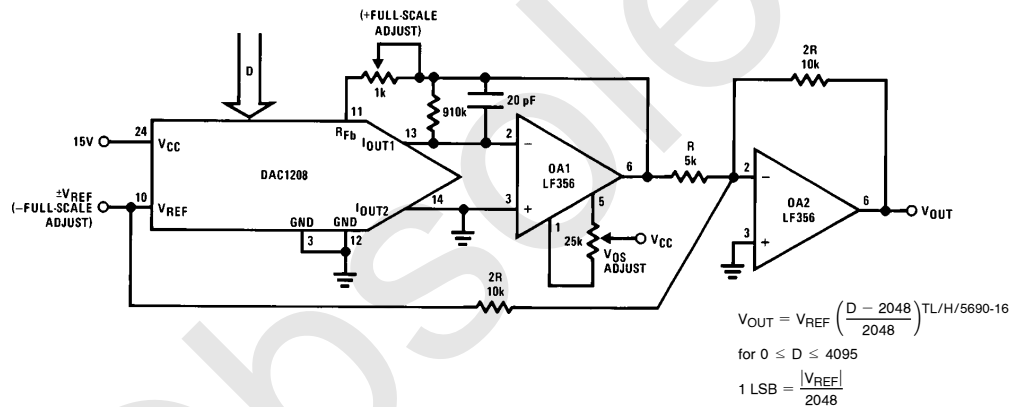 (+FULL-SCALE
ADJUST)
D
1k
11
RFb
910k
20 pF
2R
10k
15V
24
VCC
DAC1208
IOUT1
13
2
−
OA1
LF356
6
R
5k
2
−
OA2
LF356
6
VOUT
±VREF
(−FULL-SCALE
ADJUST)
10
VREF
IOUT2
14
3
+
5
1
25k
VCC
VOS
ADJUST
3
+
GND
3
GND
12
2R
10k
VOUT = VREF (D − 2048 / 2048) TL/H/5690-16
for 0 ≤ D ≤ 4095
1 LSB = |VREF| / 2048